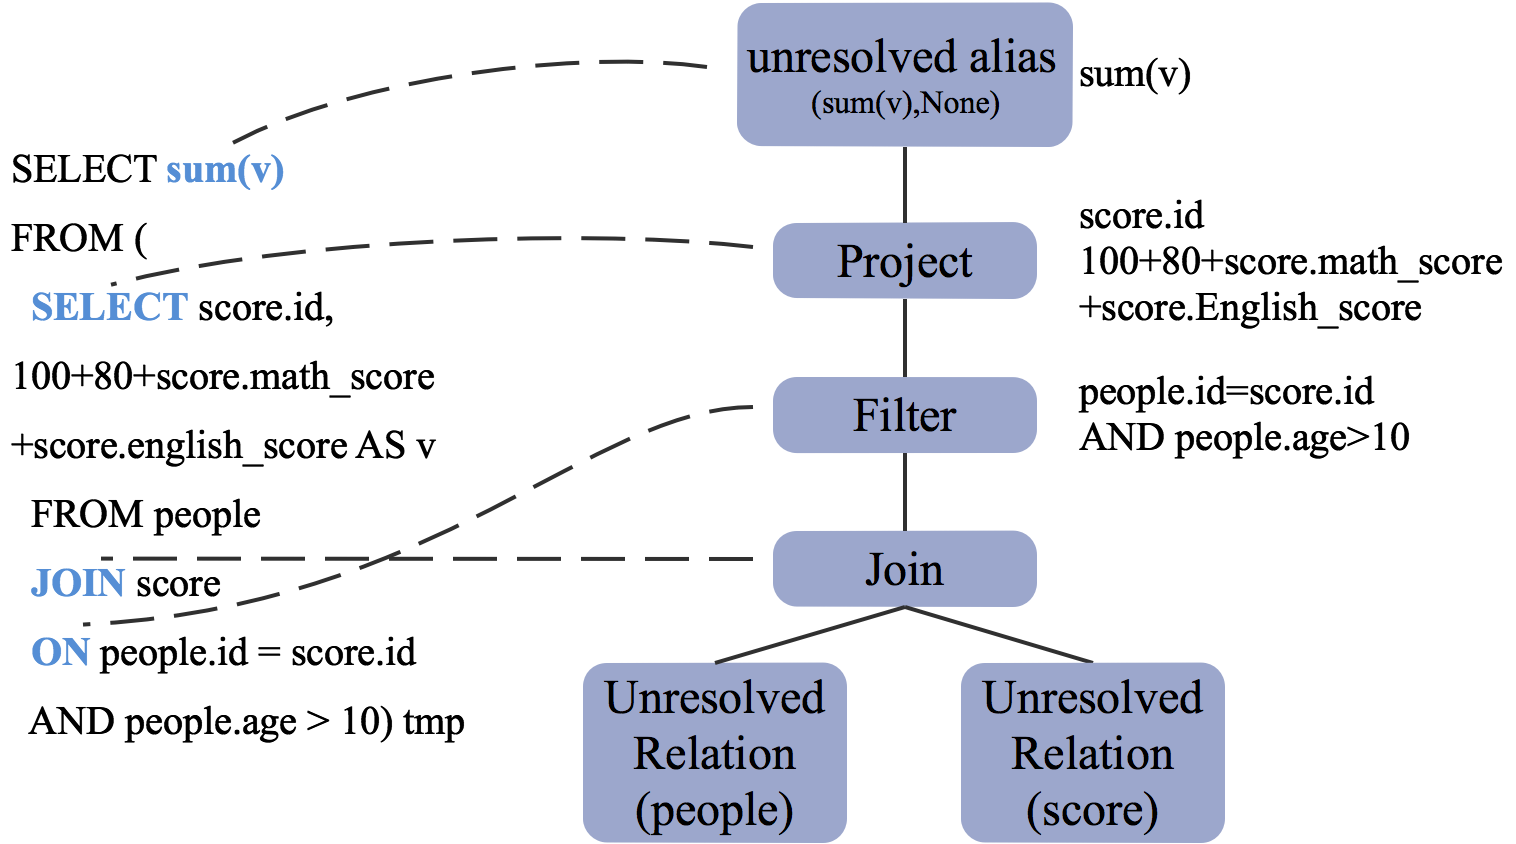 SELECT sum(v)
FROM (
SELECT score.id,
100+80+score.math_score
+score.english_score AS v
FROM people
JOIN score
ON people.id = score.id
AND people.age > 10) tmp
unresolved alias
(sum(v),None)
sum(v)
Project
score.id
100+80+score.math_score
+score.English_score
Filter
people.id=score.id
AND people.age>10
Join
Unresolved
Relation
(people)
Unresolved
Relation
(score)